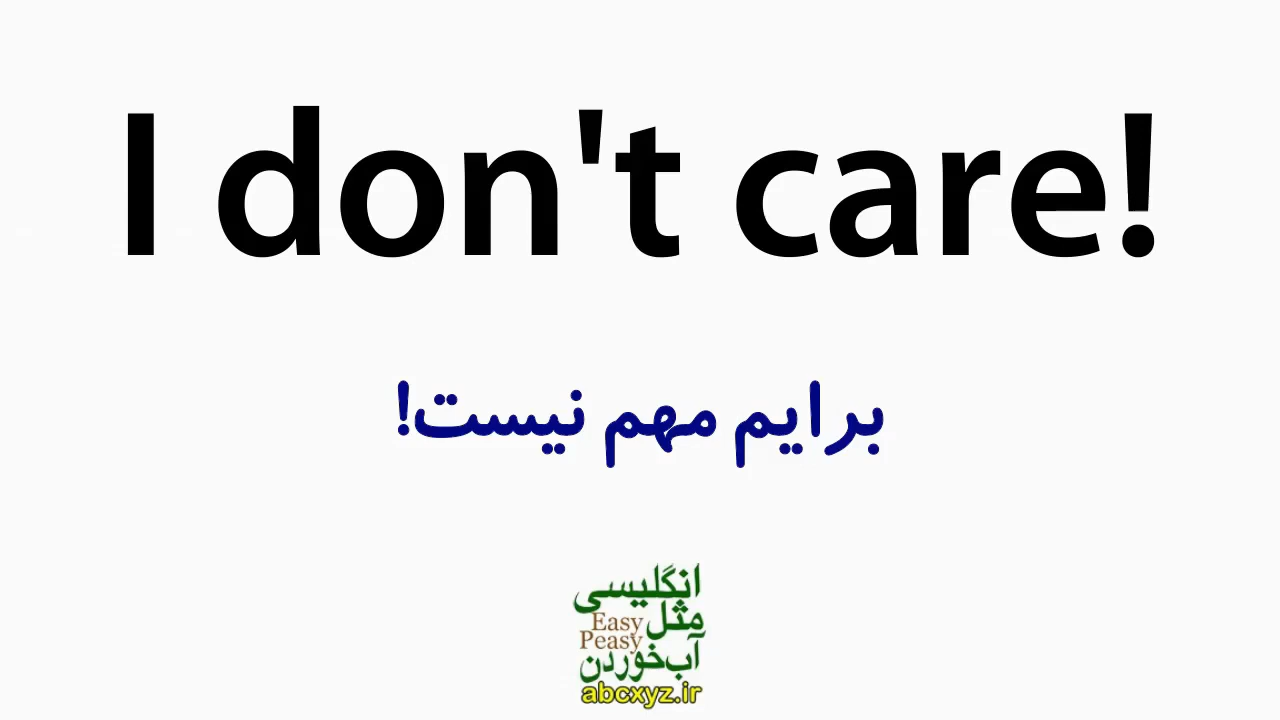 I don't care!
برایم مهم نیست!
انگلیسی
مثل Easy
Peasy
آب‌خوردن
abcxyz.ir